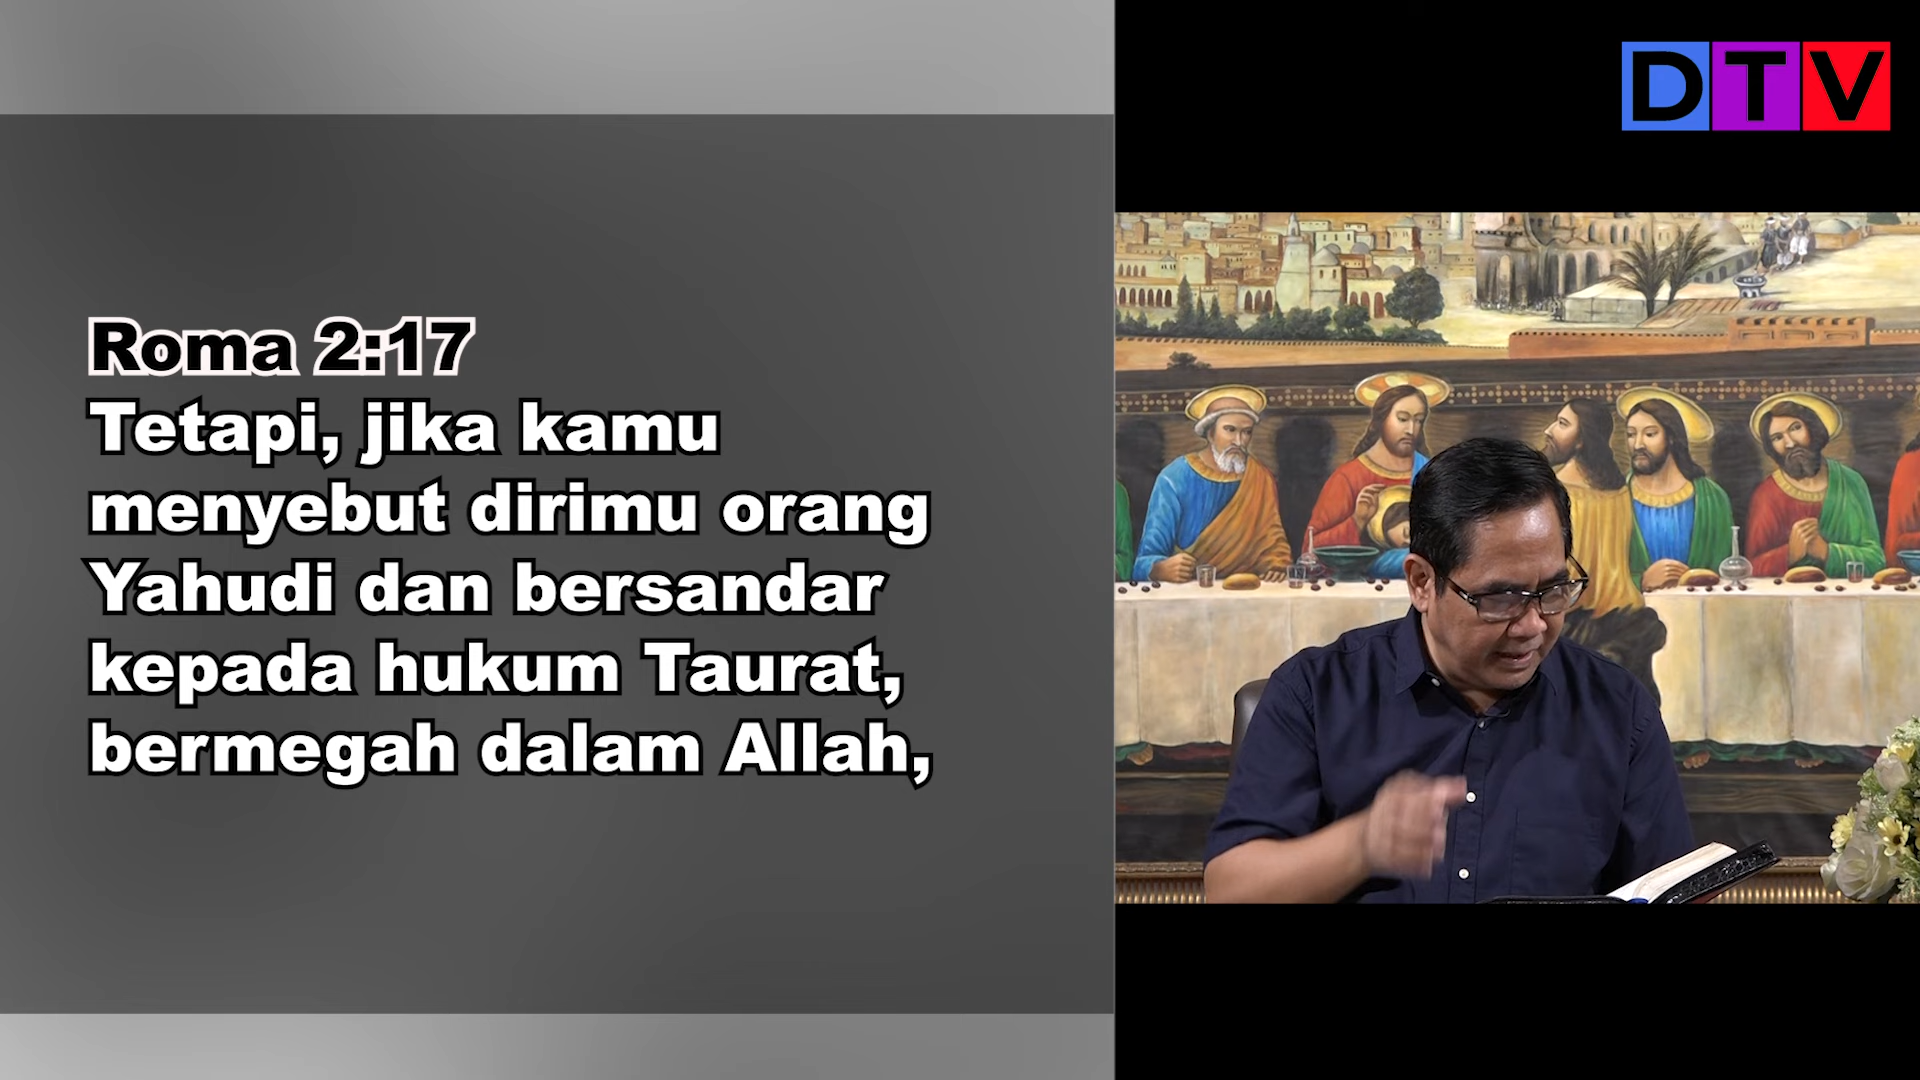 Roma 2:17
Tetapi, jika kamu
menyebut dirimu orang
Yahudi dan bersandar
kepada hukum Taurat,
bermegah dalam Allah,
DTV